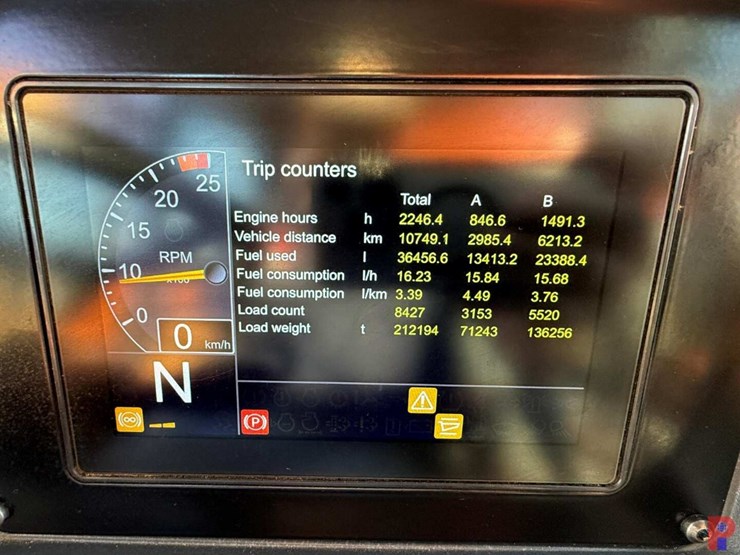 Trip counters
Total A B
Engine hours h 2246.4 846.6 1491.3
Vehicle distance km 10749.1 2985.4 6213.2
Fuel used l 36456.6 13413.2 23388.4
Fuel consumption l/h 16.23 15.84 15.68
Fuel consumption l/km 3.39 4.49 3.76
Load count 8427 3153 5520
Load weight t 212194 71243 136256
25
20
15
RPM
10
x100
0
0 km/h
N
P